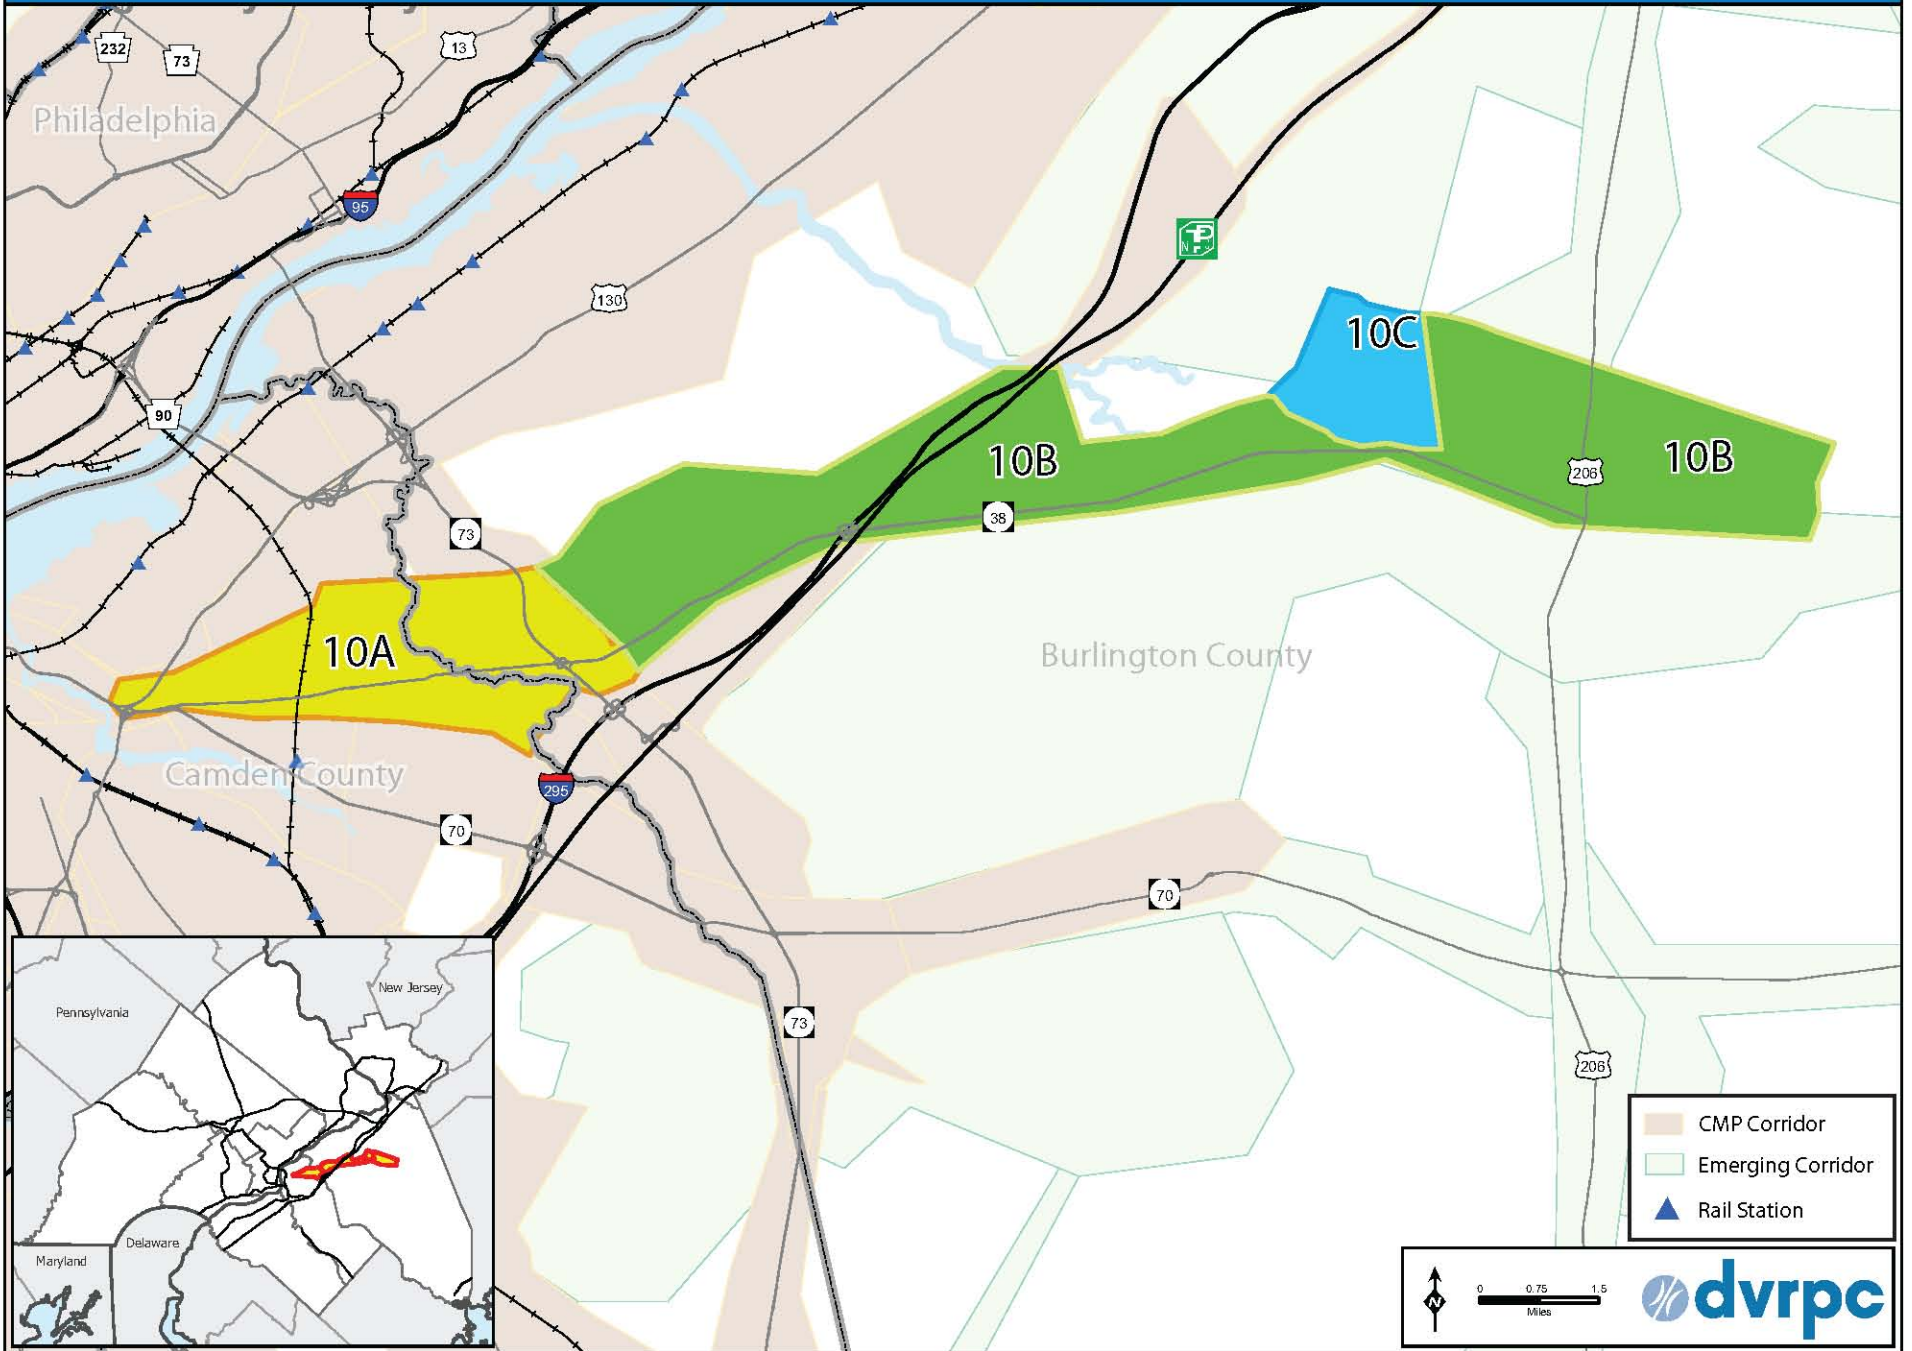 232
73
13
Philadelphia
95
130
90
10C
10B
10B
206
38
73
10A
Burlington County
Camden County
295
70
70
73
206
Pennsylvania
New Jersey
Delaware
Maryland
CMP Corridor
Emerging Corridor
Rail Station
N
0 0.75 1.5
Miles
dvrpc